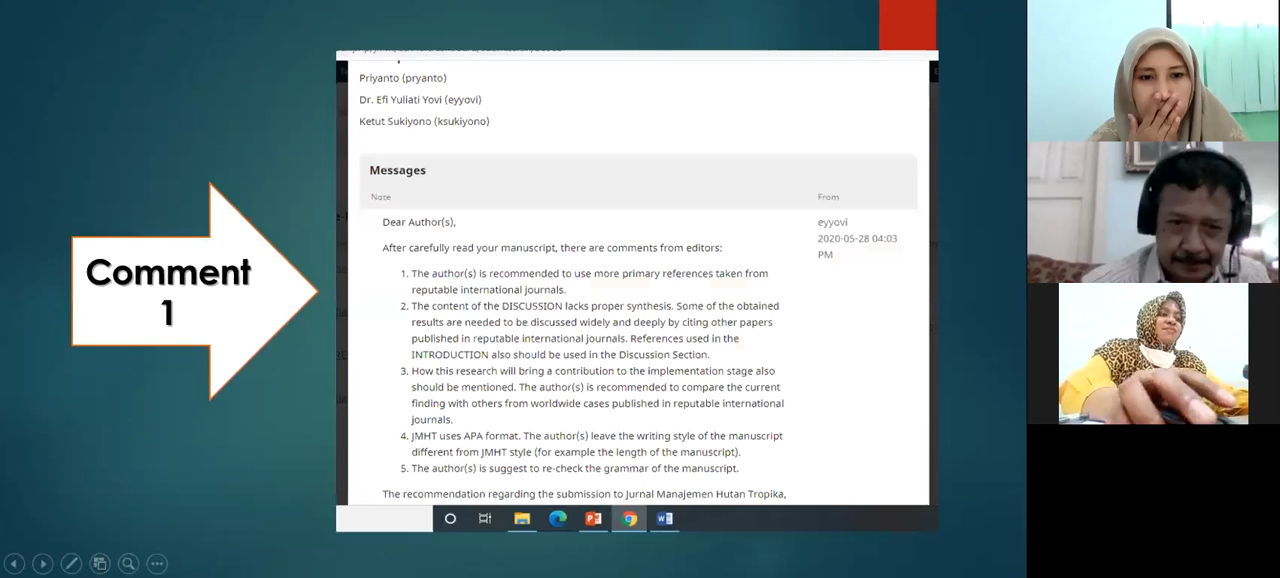 Priyanto (pryanto)
Dr. Efi Yuliati Yovi (eyyovi)
Ketut Sukiyono (ksukiyono)
Comment
1
Messages
Note
From
Dear Author(s),
eyyovi
2020-05-28 04:03
PM
After carefully read your manuscript, there are comments from editors:
1. The author(s) is recommended to use more primary references taken from
reputable international journals.
2. The content of the DISCUSSION lacks proper synthesis. Some of the obtained
results are needed to be discussed widely and deeply by citing other papers
published in reputable international journals. References used in the
INTRODUCTION also should be used in the Discussion Section.
3. How this research will bring a contribution to the implementation stage also
should be mentioned. The author(s) is recommended to compare the current
finding with others from worldwide cases published in reputable international
journals.
4. JMHT uses APA format. The author(s) leave the writing style of the manuscript
different from JMHT style (for example the length of the manuscript).
5. The author(s) is suggest to re-check the grammar of the manuscript.
The recommendation regarding the submission to Jurnal Manajemen Hutan Tropika,